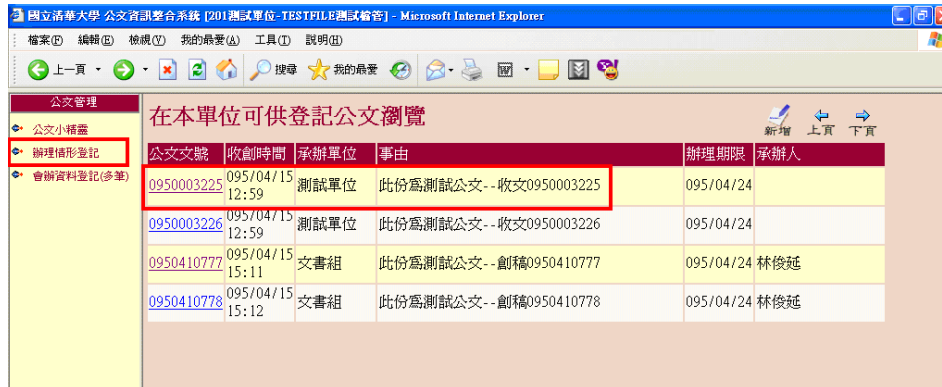 國立清華大學 公文資訊整合系統 [201測試單位-TESTFILE測試檔管] - Microsoft Internet Explorer
檔案(F) 編輯(E) 檢視(V) 我的最愛(A) 工具(T) 說明(H)
上一頁 搜尋 我的最愛
公文管理
公文小精靈
辦理情形登記
會辦資料登記(多筆)
在本單位可供登記公文瀏覽
新增 上頁 下頁
公文文號 收創時間 承辦單位 事由 辦理期限 承辦人
0950003225 095/04/15 12:59 測試單位 此份為測試公文--收文0950003225 095/04/24
0950003226 095/04/15 12:59 測試單位 此份為測試公文--收文0950003226 095/04/24
0950410777 095/04/15 15:11 文書組 此份為測試公文--創稿0950410777 095/04/24 林俊延
0950410778 095/04/15 15:12 文書組 此份為測試公文--創稿0950410778 095/04/24 林俊延